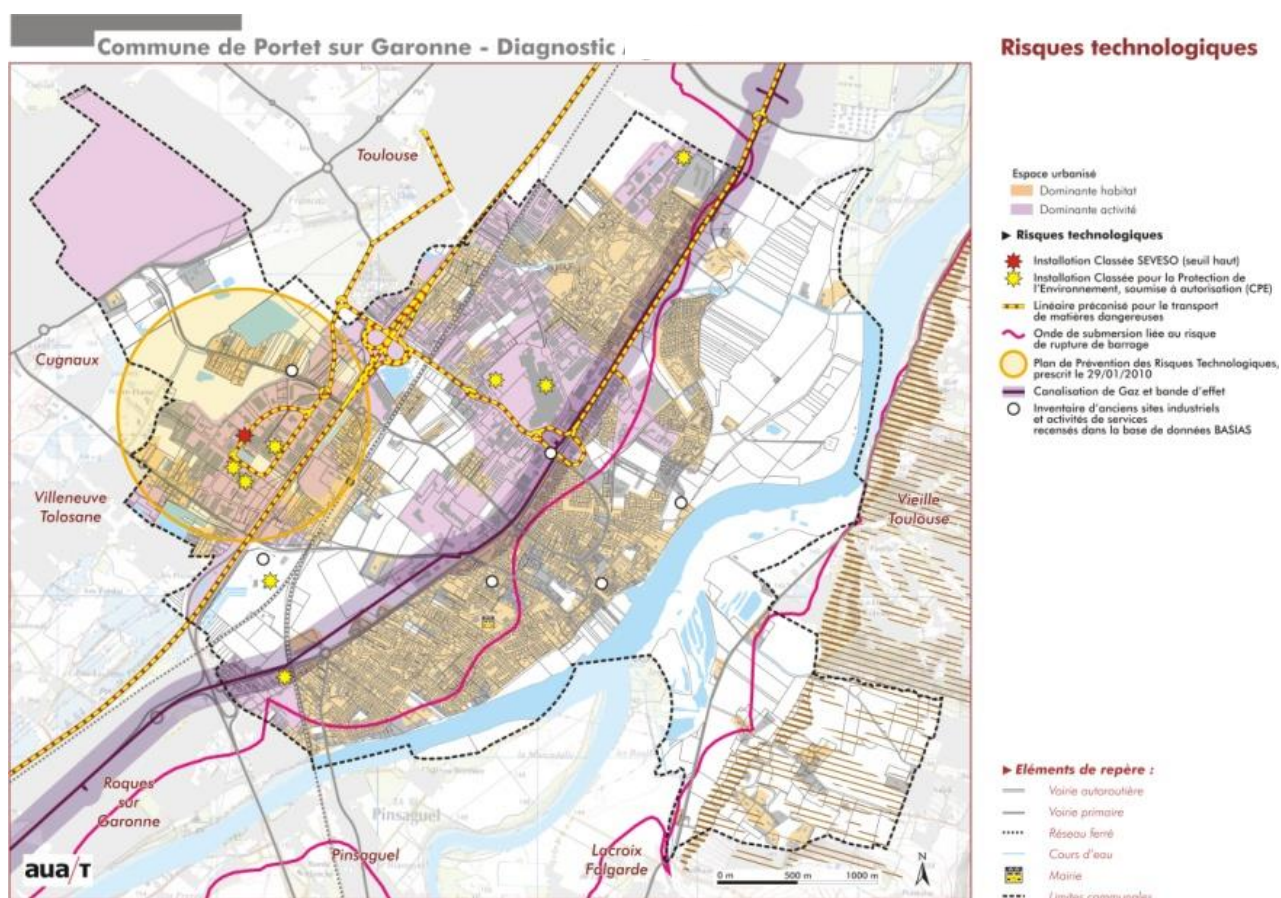 Commune de Portet sur Garonne - Diagnostic
Risques technologiques
Toulouse
Cugnaux
Villeneuve
Tolosane
Vieille
Toulouse
Roques
sur
Garonne
Pinsaguel
Pinsaguel
Lacroix
Falgarde
aua/T
0 m 500 m 1000 m
N
Espace urbanisé
Dominante habitat
Dominante activité
► Risques technologiques
Installation Classée SEVESO (seuil haut)
Installation Classée pour la Protection de
l'Environnement, soumise à autorisation (CPE)
Linéaire préconisé pour le transport
de matières dangereuses
Onde de submersion liée au risque
de rupture de barrage
Plan de Prévention des Risques Technologiques,
prescrit le 29/01/2010
Canalisation de Gaz et bande d'effet
Inventaire d'anciens sites industriels
et activités de services
recensés dans la base de données BASIAS
► Eléments de repère :
Voirie autoroutière
Voirie primaire
Réseau ferré
Cours d'eau
Mairie
Limites communales